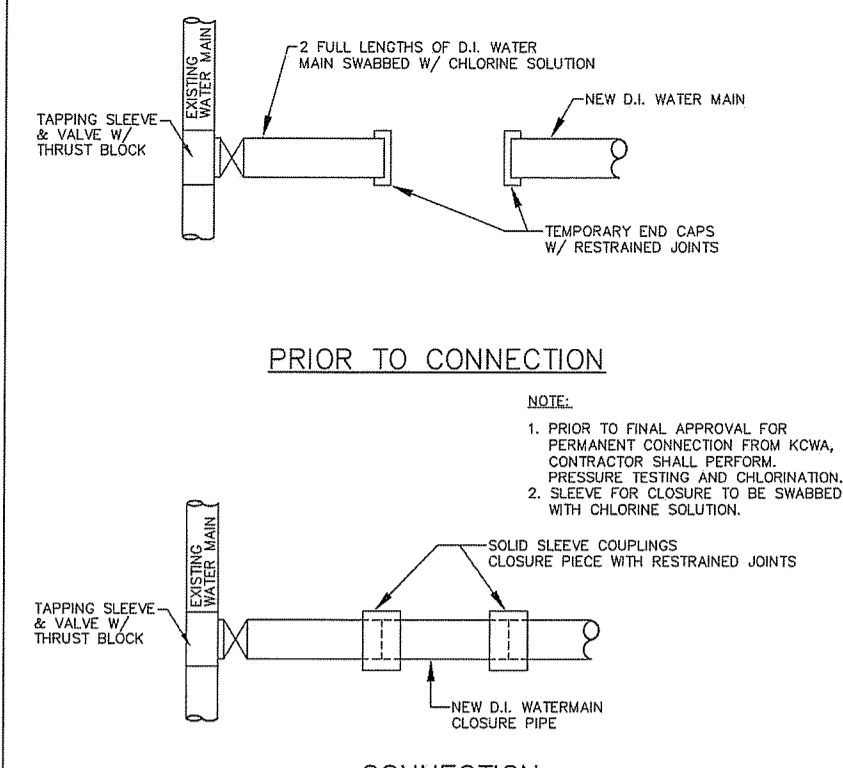 EXISTING
WATER MAIN
2 FULL LENGTHS OF D.I. WATER
MAIN SWABBED W/ CHLORINE SOLUTION
TAPPING SLEEVE
& VALVE W/
THRUST BLOCK
NEW D.I. WATER MAIN
TEMPORARY END CAPS
W/ RESTRAINED JOINTS
PRIOR TO CONNECTION
NOTE:
1. PRIOR TO FINAL APPROVAL FOR
PERMANENT CONNECTION FROM KCWA,
CONTRACTOR SHALL PERFORM.
PRESSURE TESTING AND CHLORINATION.
2. SLEEVE FOR CLOSURE TO BE SWABBED
WITH CHLORINE SOLUTION.
EXISTING
WATER MAIN
SOLID SLEEVE COUPLINGS
CLOSURE PIECE WITH RESTRAINED JOINTS
TAPPING SLEEVE
& VALVE W/
THRUST BLOCK
NEW D.I. WATERMAIN
CLOSURE PIPE
CONNECTION